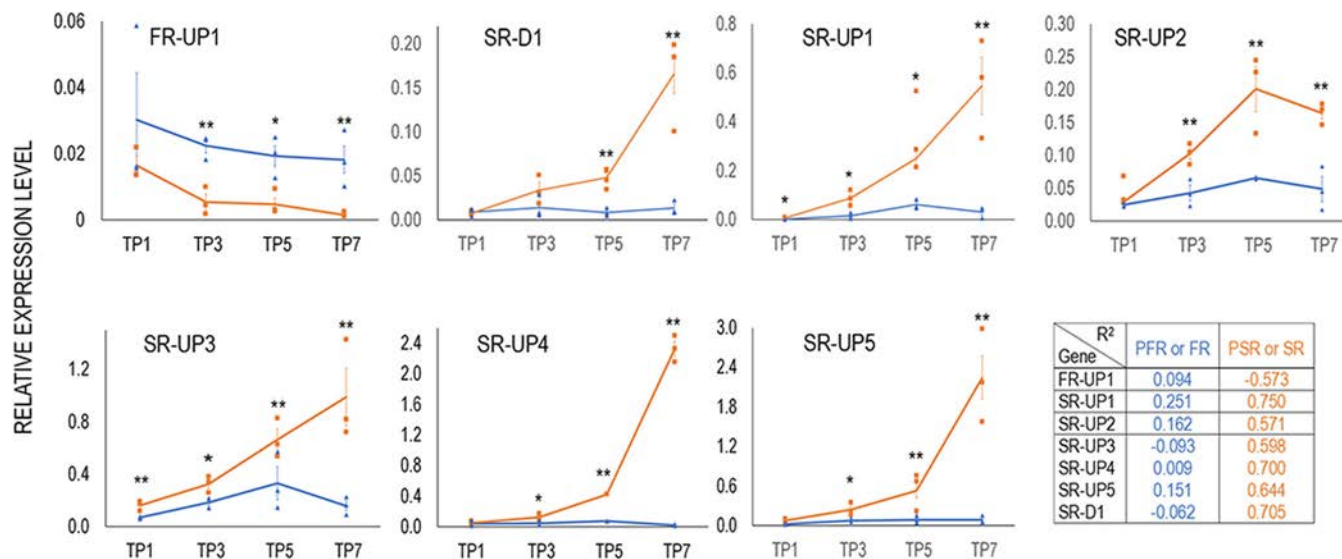 RELATIVE EXPRESSION LEVEL
FR-UP1
0.06
0.04
0.02
0
**
*
**
TP1 TP3 TP5 TP7
SR-D1
0.20
0.15
0.10
0.05
0.00
**
**
TP1 TP3 TP5 TP7
SR-UP1
0.8
0.6
0.4
0.2
0.0
*
*
*
**
TP1 TP3 TP5 TP7
SR-UP2
0.30
0.25
0.20
0.15
0.10
0.05
0.00
**
**
**
TP1 TP3 TP5 TP7
SR-UP3
1.2
0.8
0.4
0.0
**
*
**
**
TP1 TP3 TP5 TP7
SR-UP4
2.4
2.0
1.6
1.2
0.8
0.4
0.0
*
**
**
TP1 TP3 TP5 TP7
SR-UP5
3.0
2.4
1.8
1.2
0.6
0.0
*
**
**
TP1 TP3 TP5 TP7
R²
Gene PFR or FR PSR or SR
FR-UP1 0.094 -0.573
SR-UP1 0.251 0.750
SR-UP2 0.162 0.571
SR-UP3 -0.093 0.598
SR-UP4 0.009 0.700
SR-UP5 0.151 0.644
SR-D1 -0.062 0.705